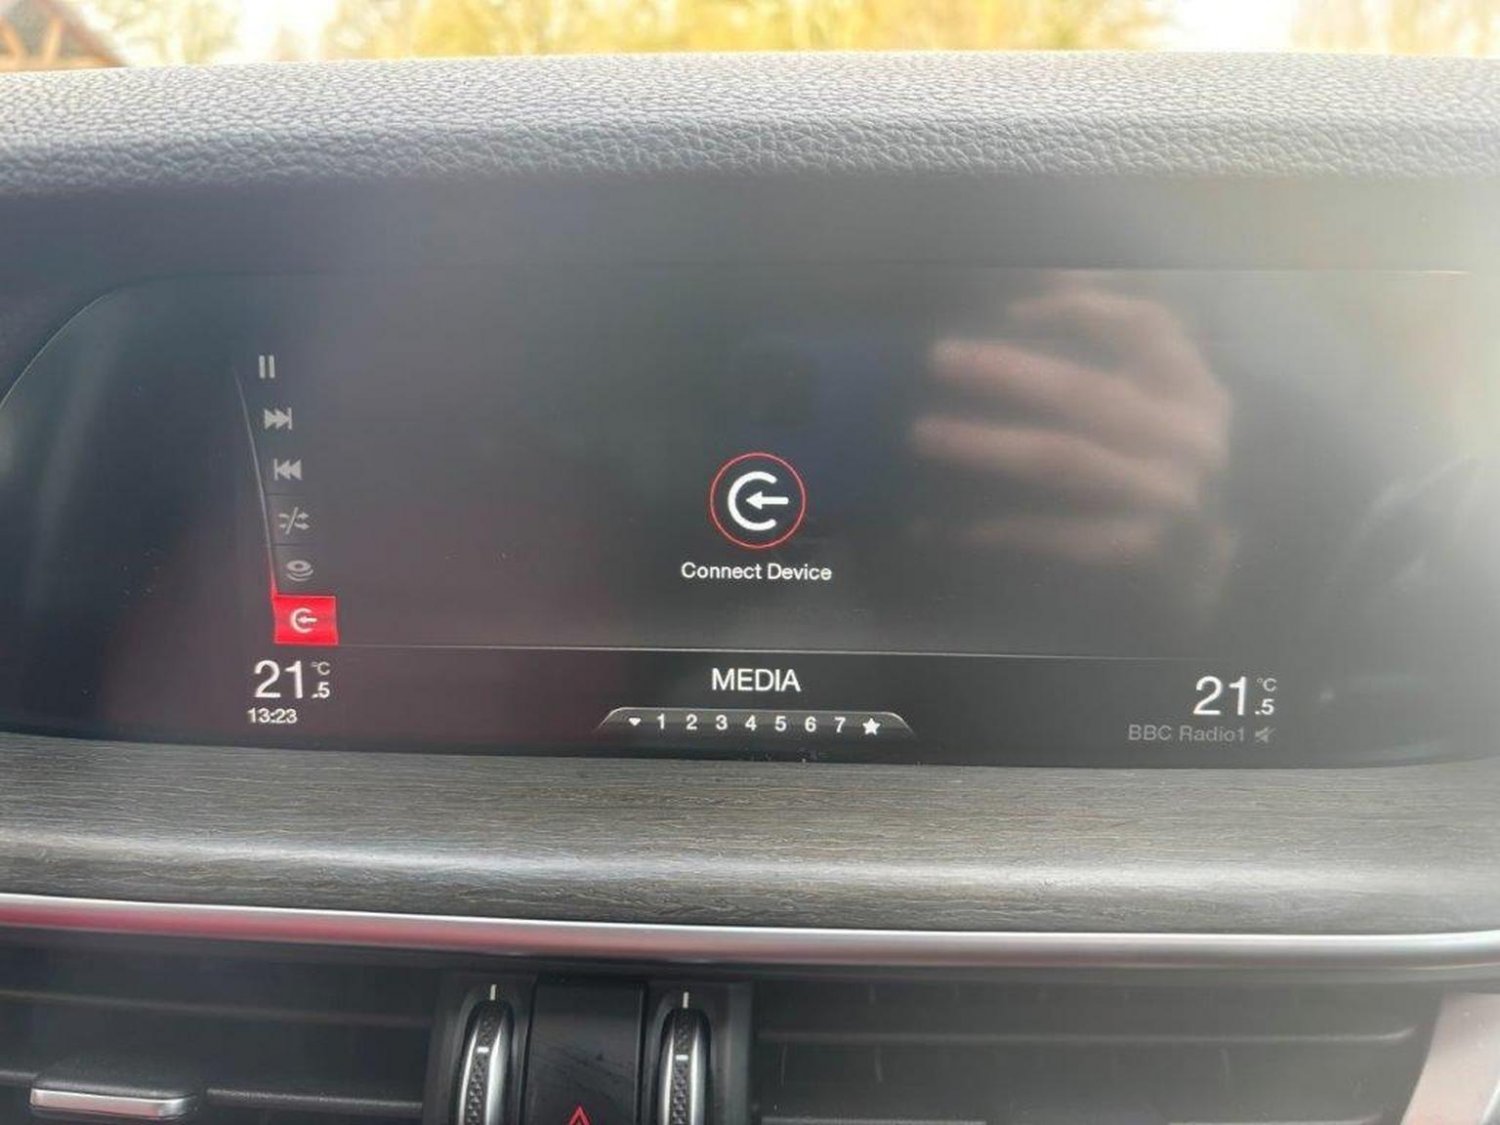 Connect Device
21 °C .5
13:23
MEDIA
1 2 3 4 5 6 7
21 °C .5
BBC Radio1